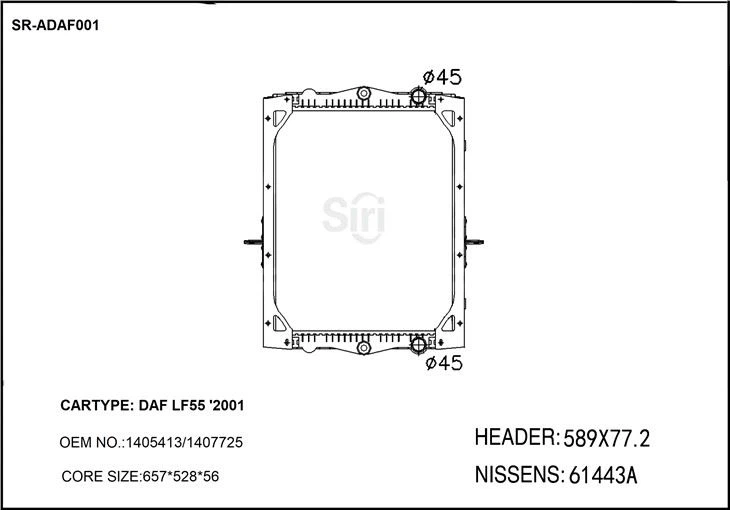 SR-ADAF001
ø45
Siri
ø45
CARTYPE: DAF LF55 '2001
OEM NO.:1405413/1407725
CORE SIZE:657*528*56
HEADER:589X77.2
NISSENS:61443A